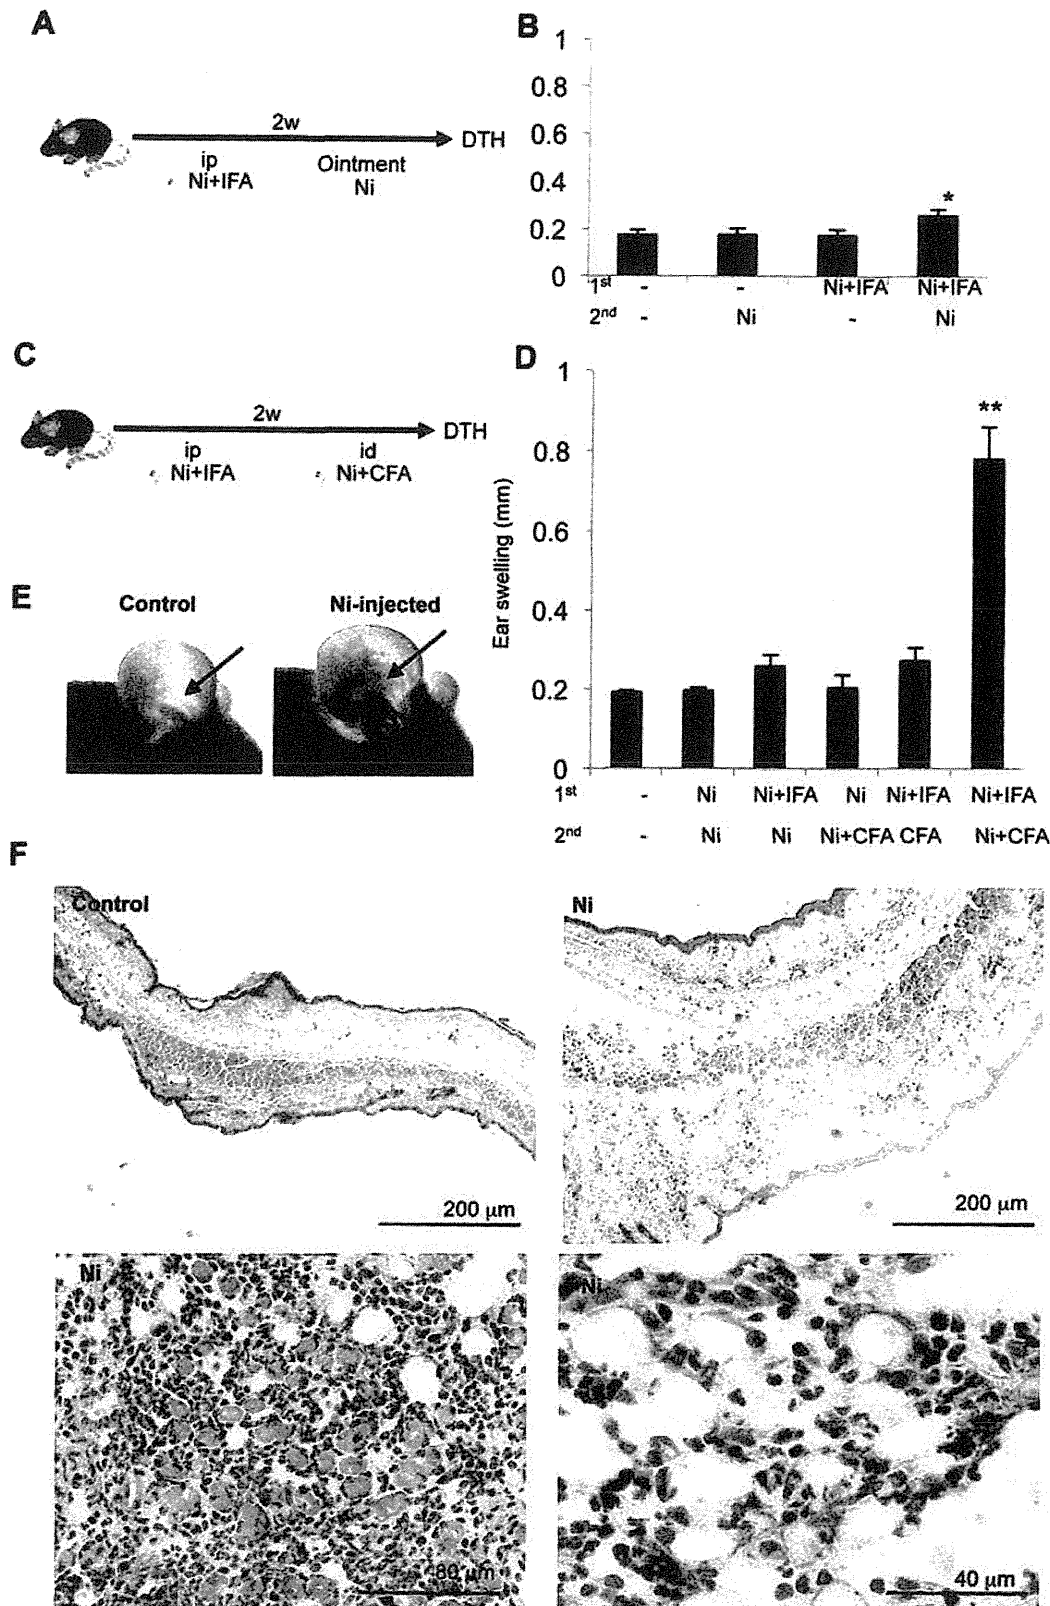 A
2w
DTH
ip
Ni+IFA
Ointment
Ni
B
1
0.8
0.6
0.4
0.2
0
*
1st - - Ni+IFA Ni+IFA
2nd - Ni - Ni
C
2w
DTH
ip
Ni+IFA
id
Ni+CFA
D
Ear swelling (mm)
1
0.8
0.6
0.4
0.2
0
**
1st - Ni Ni+IFA Ni Ni+IFA Ni+IFA
2nd - Ni Ni Ni+CFA CFA Ni+CFA
E
Control
Ni-injected
F
Control
200 µm
Ni
200 µm
Ni
80 µm
Ni
40 µm